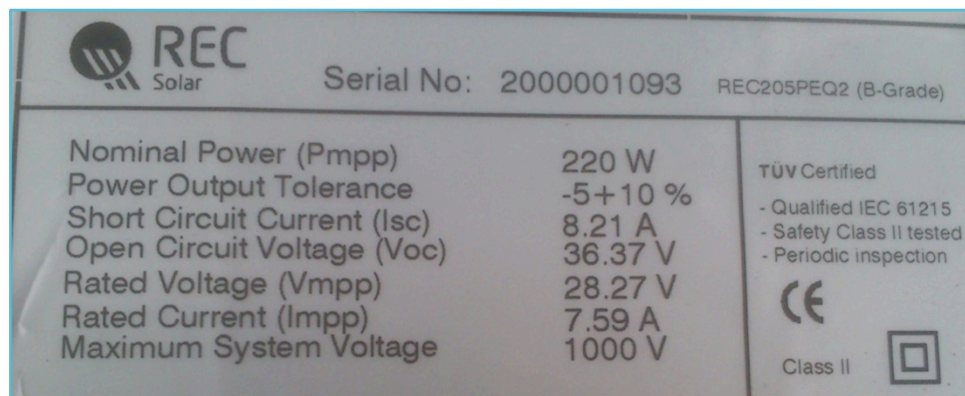 REC
Solar
Serial No: 2000001093 REC205PEQ2 (B-Grade)
Nominal Power (Pmpp) 220 W
Power Output Tolerance -5+10 %
Short Circuit Current (Isc) 8.21 A
Open Circuit Voltage (Voc) 36.37 V
Rated Voltage (Vmpp) 28.27 V
Rated Current (Impp) 7.59 A
Maximum System Voltage 1000 V
TÜV Certified
- Qualified IEC 61215
- Safety Class II tested
- Periodic inspection
CE
Class II